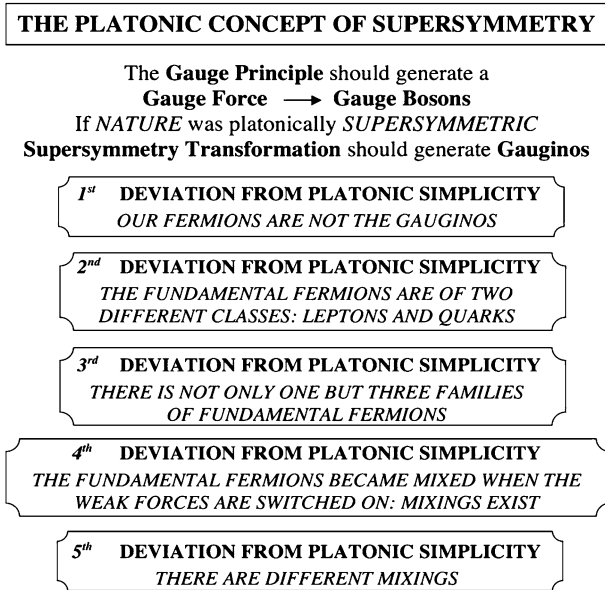 THE PLATONIC CONCEPT OF SUPERSYMMETRY
The Gauge Principle should generate a
Gauge Force → Gauge Bosons
If NATURE was platonically SUPERSYMMETRIC
Supersymmetry Transformation should generate Gauginos
1st DEVIATION FROM PLATONIC SIMPLICITY
OUR FERMIONS ARE NOT THE GAUGINOS
2nd DEVIATION FROM PLATONIC SIMPLICITY
THE FUNDAMENTAL FERMIONS ARE OF TWO
DIFFERENT CLASSES: LEPTONS AND QUARKS
3rd DEVIATION FROM PLATONIC SIMPLICITY
THERE IS NOT ONLY ONE BUT THREE FAMILIES
OF FUNDAMENTAL FERMIONS
4th DEVIATION FROM PLATONIC SIMPLICITY
THE FUNDAMENTAL FERMIONS BECAME MIXED WHEN THE
WEAK FORCES ARE SWITCHED ON: MIXINGS EXIST
5th DEVIATION FROM PLATONIC SIMPLICITY
THERE ARE DIFFERENT MIXINGS